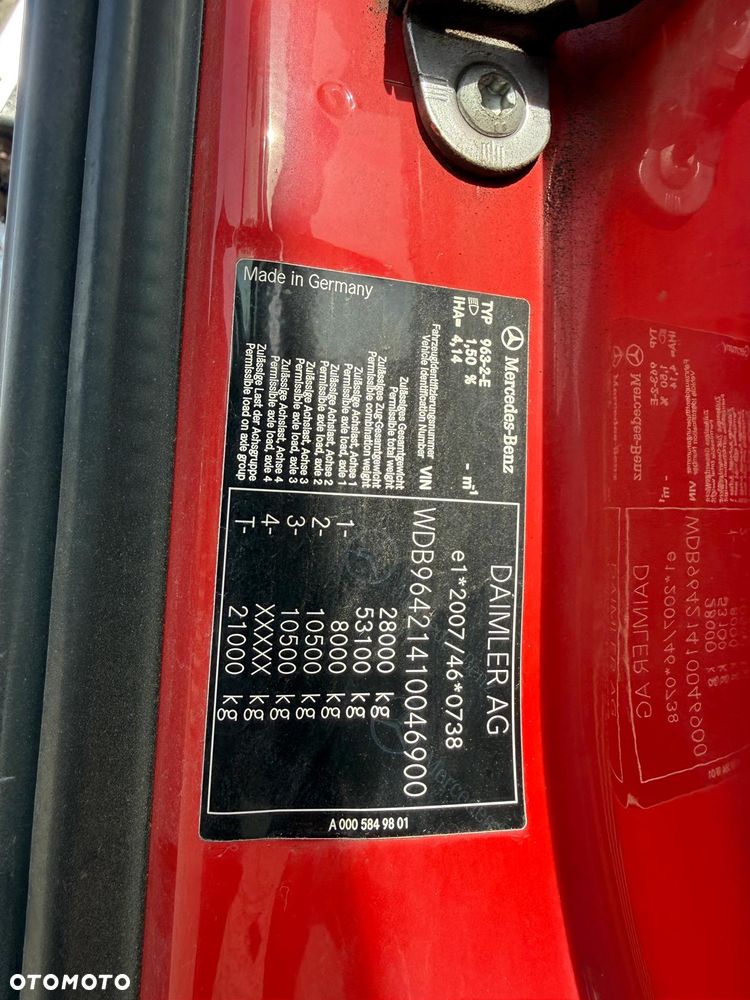 Mercedes-Benz
TYP 963-2-E
1,50 % - m¹
IHA= 4,14
Fahrzeugidentifizierungsnummer
Vehicle Identification Number VIN
Zulässiges Gesamtgewicht
Permissible total weight
Zulässiges Zug-Gesamtgewicht
Permissible combination weight
Zulässige Achslast, Achse 1
Permissible axle load, axle 1
Zulässige Achslast, Achse 2
Permissible axle load, axle 2
Zulässige Achslast, Achse 3
Permissible axle load, axle 3
Zulässige Achslast, Achse 4
Permissible axle load, axle 4
Zulässige Last der Achsgruppe
Permissible load on axle group
Made in Germany
DAIMLER AG
e1*2007/46*0738
WDB96421410046900
28000 kg
53100 kg
1- 8000 kg
2- 10500 kg
3- 10500 kg
4- XXXXX kg
T- 21000 kg
A 000 584 98 01
OTOMOTO